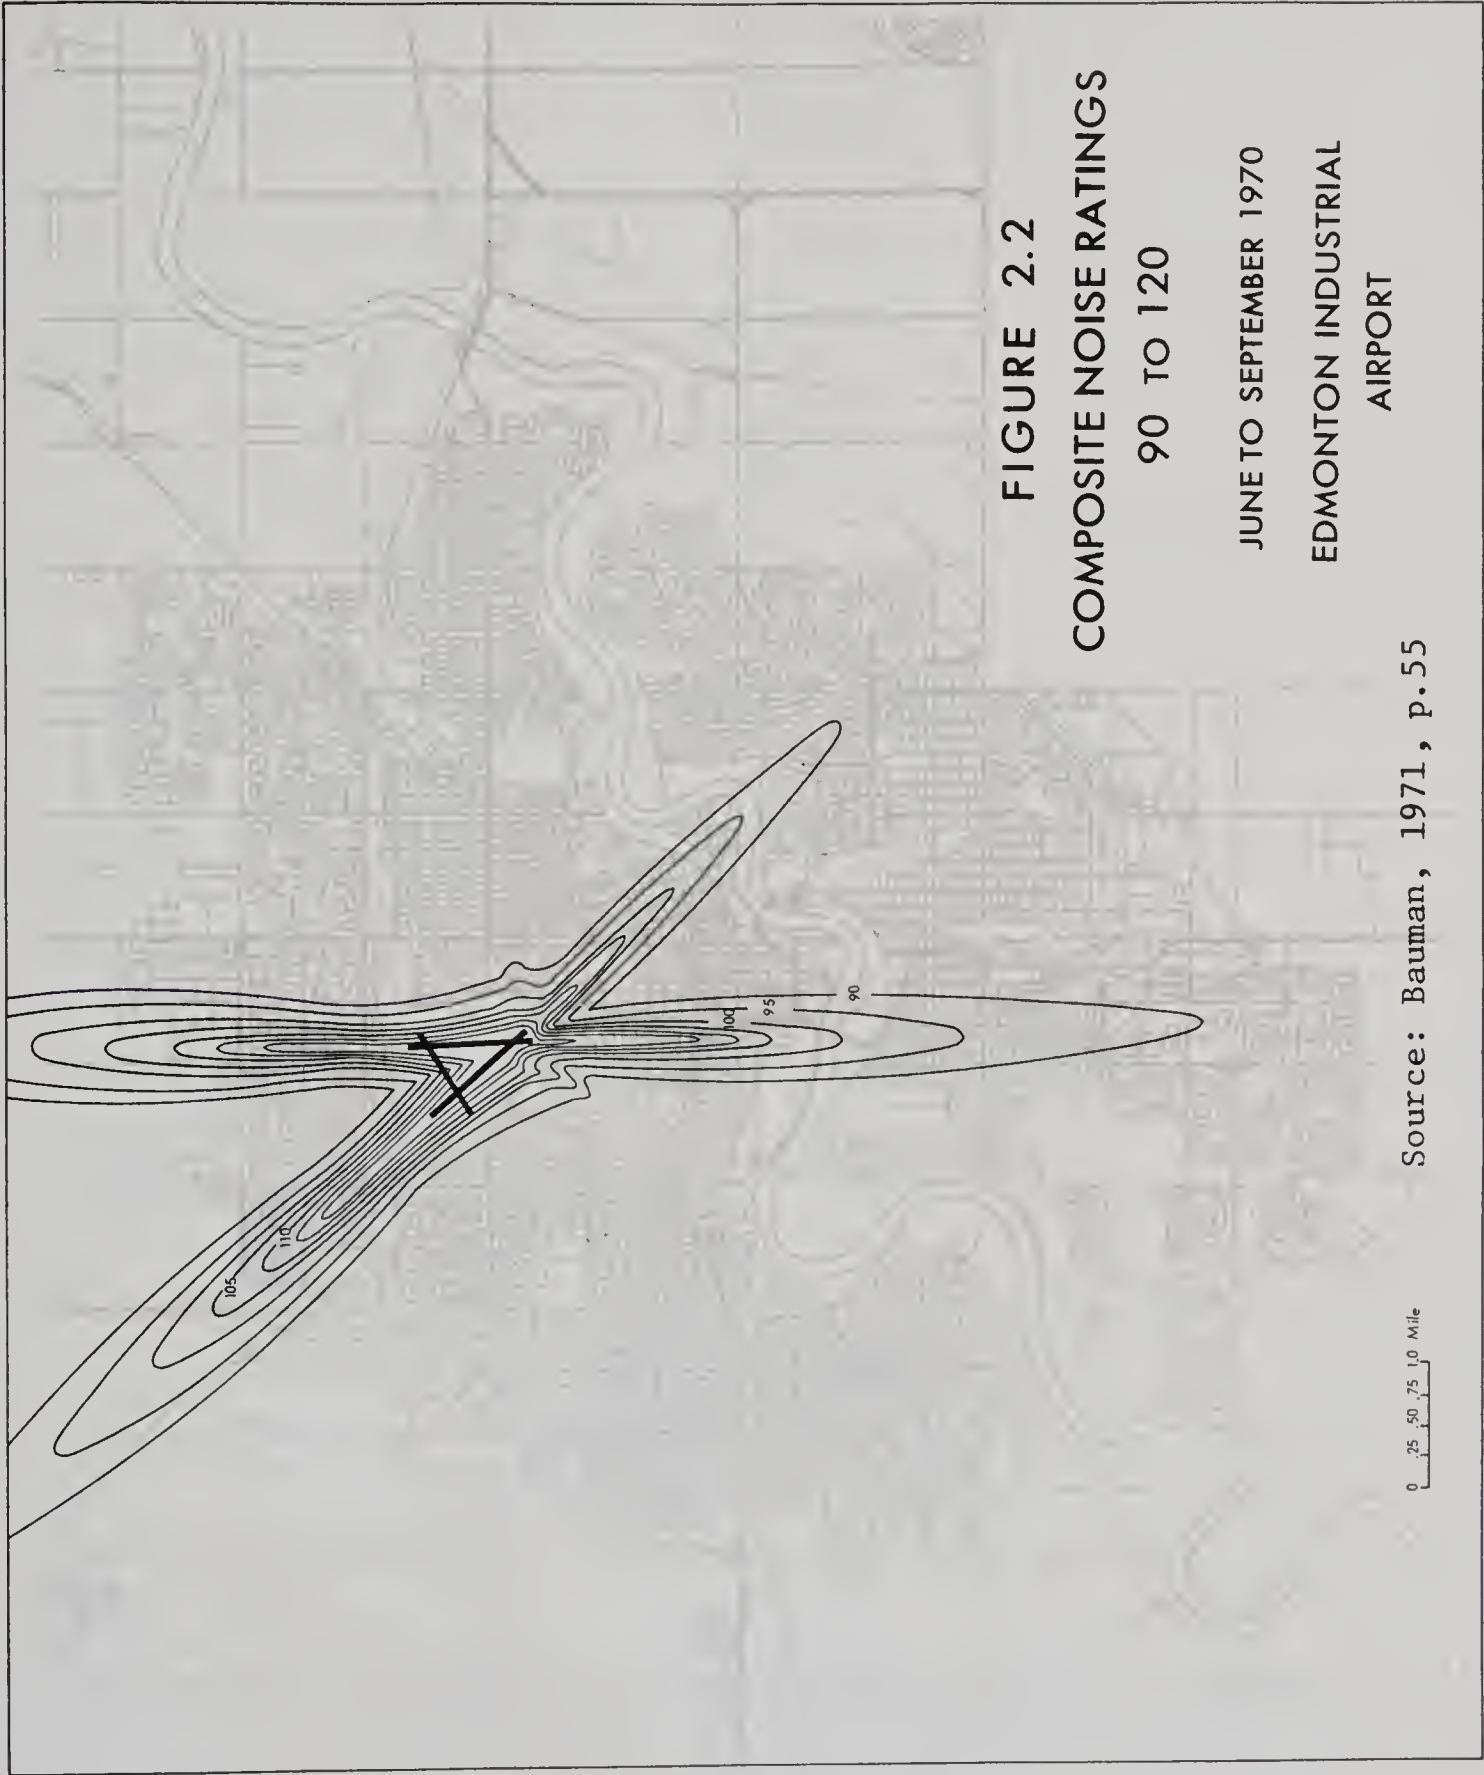 FIGURE 2.2
COMPOSITE NOISE RATINGS
90 TO 120
JUNE TO SEPTEMBER 1970
EDMONTON INDUSTRIAL
AIRPORT
105
110
100
95
90
Source: Bauman, 1971, p.55
0 .25 .50 .75 1.0 Mile